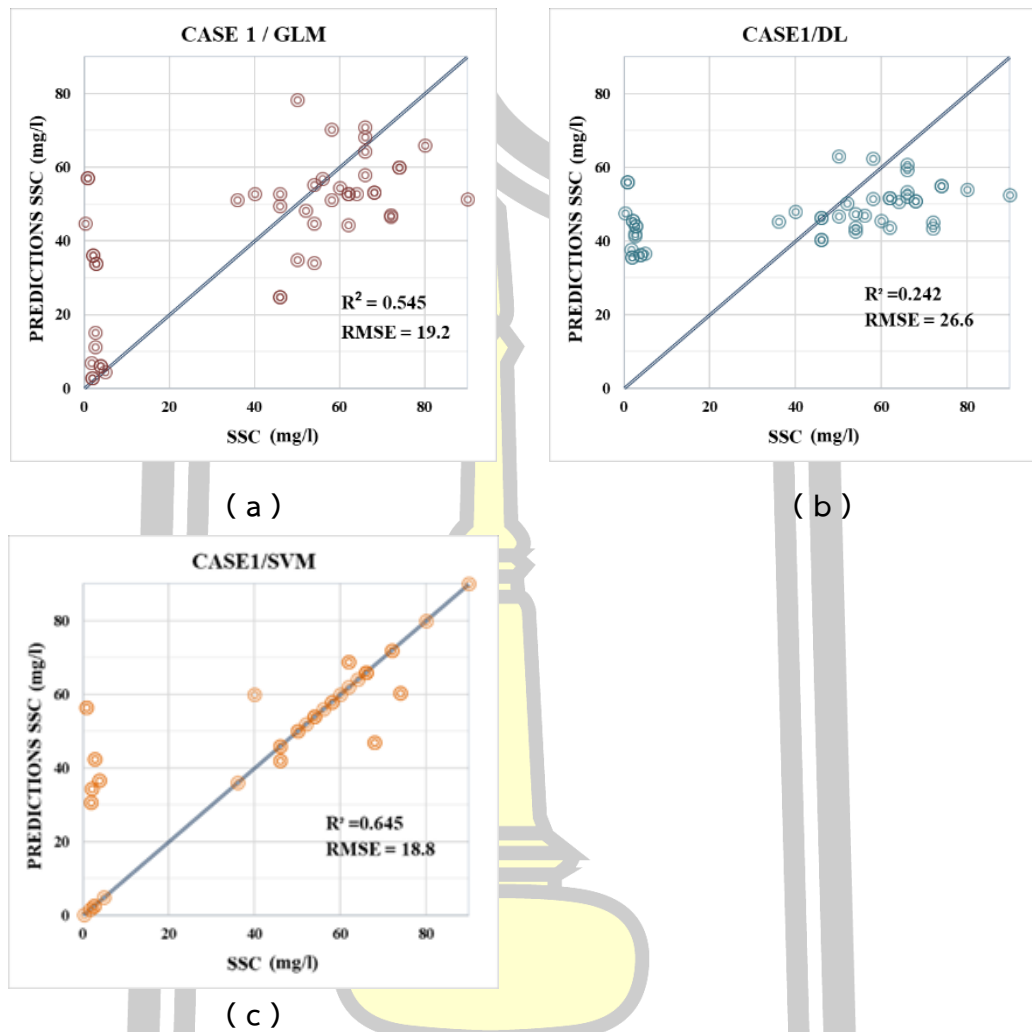 CASE 1 / GLM
PREDICTIONS SSC (mg/l)
80
60
40
20
0
0 20 40 60 80
SSC (mg/l)
R² = 0.545
RMSE = 19.2
( a )
CASE1/DL
PREDICTIONS SSC (mg/l)
80
60
40
20
0
0 20 40 60 80
SSC (mg/l)
R² =0.242
RMSE = 26.6
( b )
CASE1/SVM
PREDICTIONS SSC (mg/l)
80
60
40
20
0
0 20 40 60 80
SSC (mg/l)
R² =0.645
RMSE = 18.8
( c )